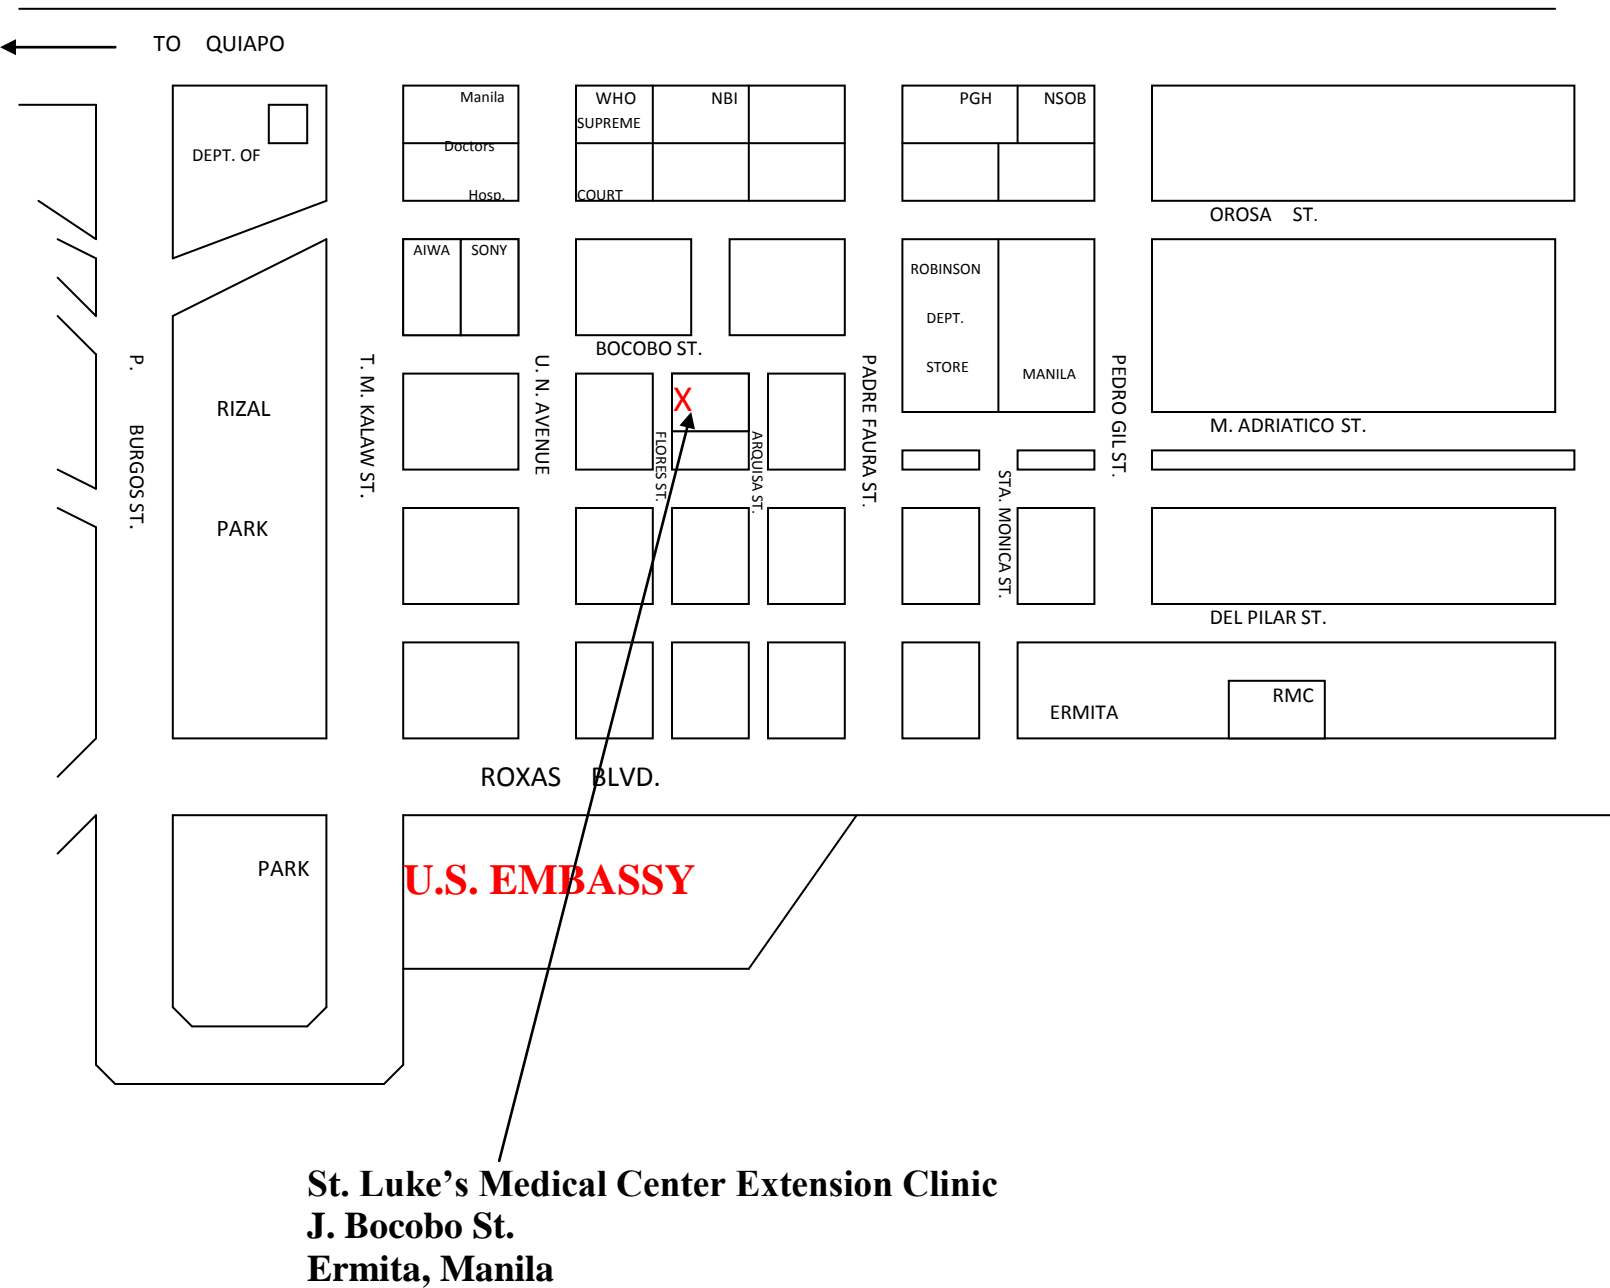 TO QUIAPO
Manila
Doctors
Hosp.
WHO
SUPREME
COURT
NBI
PGH
NSOB
DEPT. OF
OROSA ST.
AIWA
SONY
ROBINSON
DEPT.
STORE
MANILA
BOCOBO ST.
P. BURGOS ST.
RIZAL
PARK
T. M. KALAW ST.
U. N. AVENUE
X
FLORES ST.
ARQUISA ST.
PADRE FAURA ST.
PEDRO GIL ST.
M. ADRIATICO ST.
STA. MONICA ST.
DEL PILAR ST.
ERMITA
RMC
ROXAS BLVD.
PARK
U.S. EMBASSY
St. Luke’s Medical Center Extension Clinic
J. Bocobo St.
Ermita, Manila